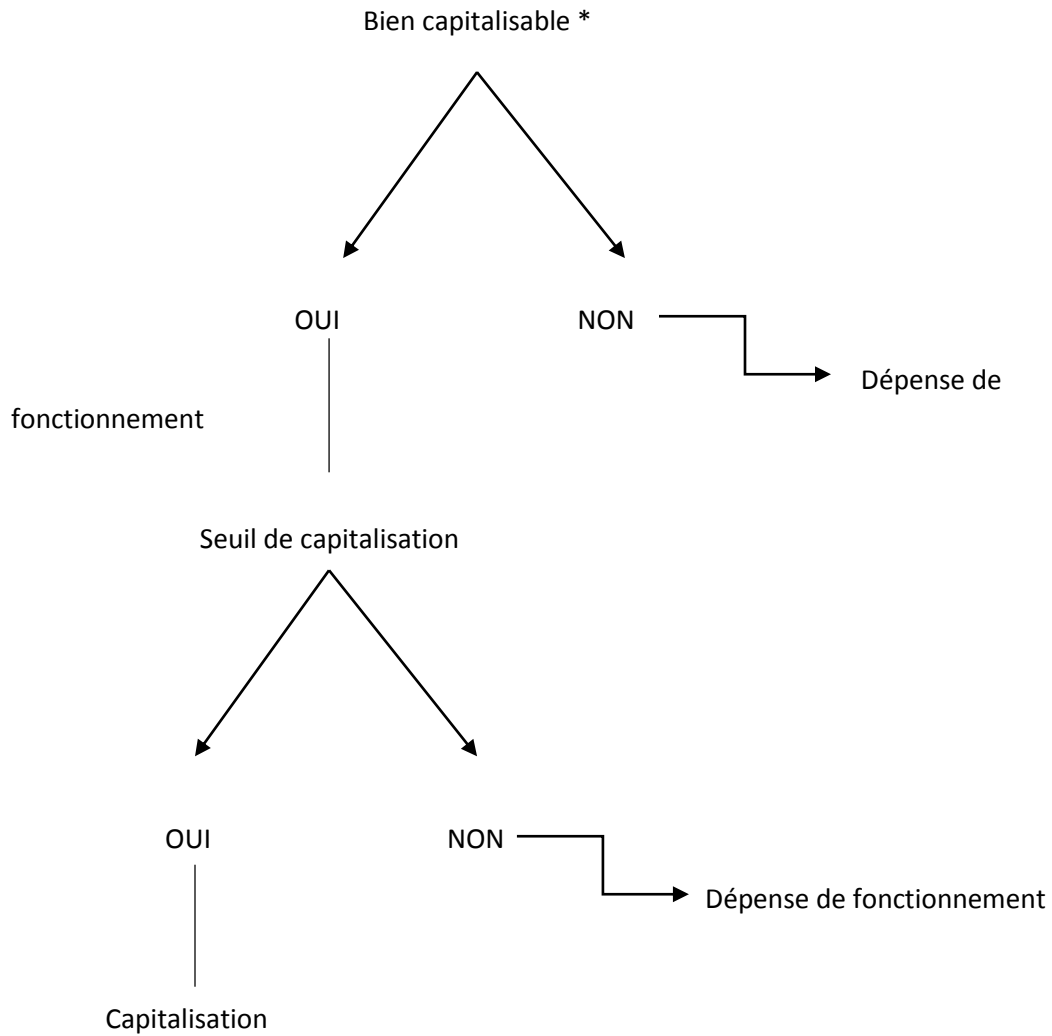 Bien capitalisable *
OUI
NON
Dépense de
fonctionnement
Seuil de capitalisation
OUI
NON
Dépense de fonctionnement
Capitalisation